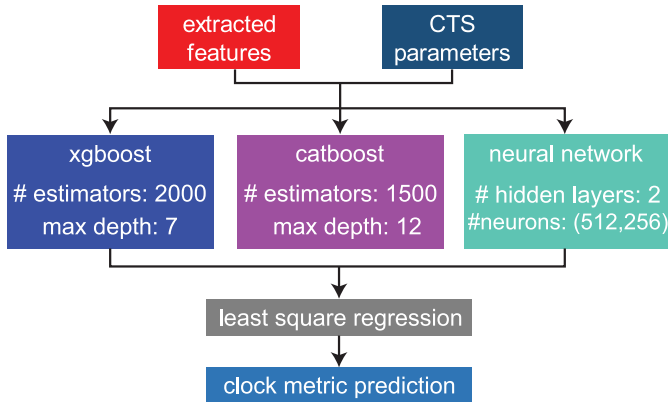 extracted
features
CTS
parameters
xgboost
# estimators: 2000
max depth: 7
catboost
# estimators: 1500
max depth: 12
neural network
# hidden layers: 2
#neurons: (512,256)
least square regression
clock metric prediction